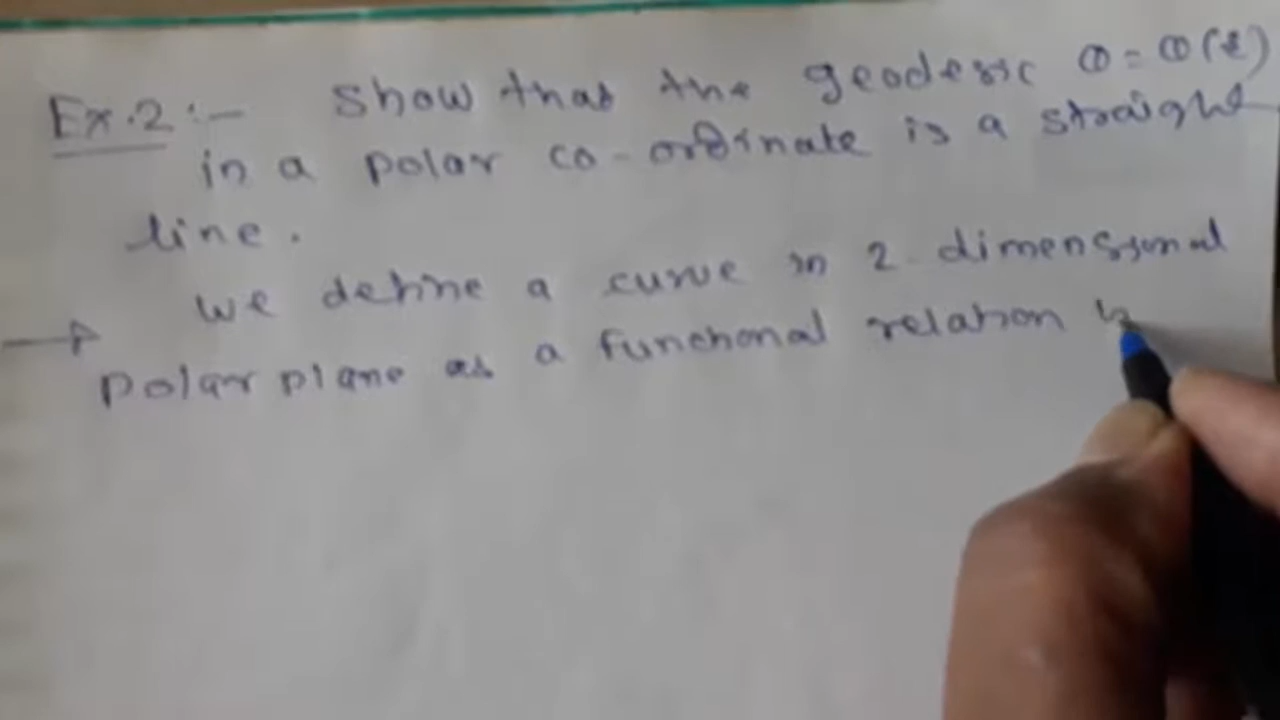 Ex.2 :- Show that the geodesic θ = θ(r)
in a polar co-ordinate is a straight
line.
→ We define a curve in 2 dimensional
polar plane as a functional relation